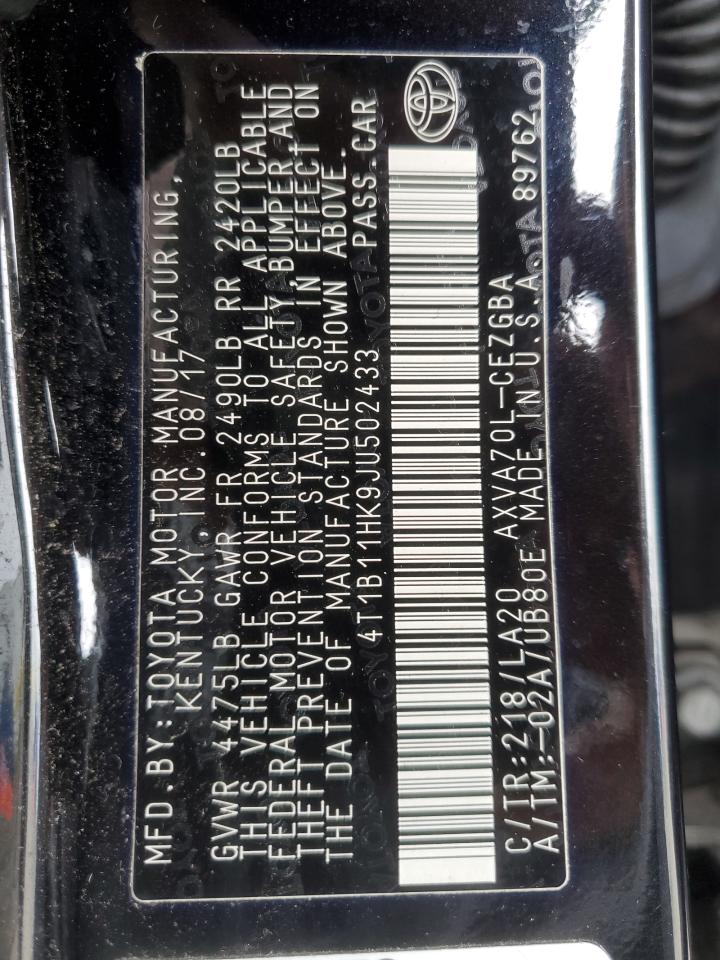 MFD.BY:TOYOTA MOTOR MANUFACTURING,
KENTUCKY, INC.08/17
GVWR 4475LB GAWR FR 2490LB RR 2420LB
THIS VEHICLE CONFORMS TO ALL APPLICABLE
FEDERAL MOTOR VEHICLE SAFETY,BUMPER,AND
THEFT PREVENTION STANDARDS IN EFFECT ON
THE DATE OF MANUFACTURE SHOWN ABOVE.
4T1B11HK9JU502433 PASS.CAR
C/TR:218/LA20 AXVA70L-CEZGBA
A/TM:-02A/UB80E MADE IN U.S.A. 89762